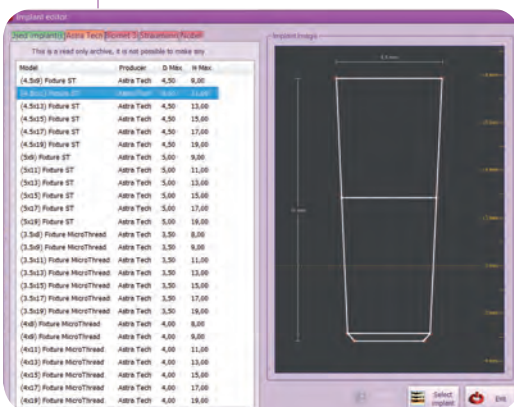 Implant editor
Used Implant(s) Astra Tech Biomet 3i Straumann Nobel
This is a read only archive, it is not possible to make any
Model Producer D Max. H Max.
(4.5x9) Fixture ST Astra Tech 4,50 9,00
(4.5x11) Fixture ST Astra Tech 4,50 11,00
(4.5x13) Fixture ST Astra Tech 4,50 13,00
(4.5x15) Fixture ST Astra Tech 4,50 15,00
(4.5x17) Fixture ST Astra Tech 4,50 17,00
(4.5x19) Fixture ST Astra Tech 4,50 19,00
(5x9) Fixture ST Astra Tech 5,00 9,00
(5x11) Fixture ST Astra Tech 5,00 11,00
(5x13) Fixture ST Astra Tech 5,00 13,00
(5x15) Fixture ST Astra Tech 5,00 15,00
(5x17) Fixture ST Astra Tech 5,00 17,00
(5x19) Fixture ST Astra Tech 5,00 19,00
(3.5x8) Fixture MicroThread Astra Tech 3,50 8,00
(3.5x9) Fixture MicroThread Astra Tech 3,50 9,00
(3.5x11) Fixture MicroThread Astra Tech 3,50 11,00
(3.5x13) Fixture MicroThread Astra Tech 3,50 13,00
(3.5x15) Fixture MicroThread Astra Tech 3,50 15,00
(3.5x17) Fixture MicroThread Astra Tech 3,50 17,00
(3.5x19) Fixture MicroThread Astra Tech 3,50 19,00
(4x8) Fixture MicroThread Astra Tech 4,00 8,00
(4x9) Fixture MicroThread Astra Tech 4,00 9,00
(4x11) Fixture MicroThread Astra Tech 4,00 11,00
(4x13) Fixture MicroThread Astra Tech 4,00 13,00
(4x15) Fixture MicroThread Astra Tech 4,00 15,00
(4x17) Fixture MicroThread Astra Tech 4,00 17,00
(4x19) Fixture MicroThread Astra Tech 4,00 19,00
Implant Image
Select
implant
Exit